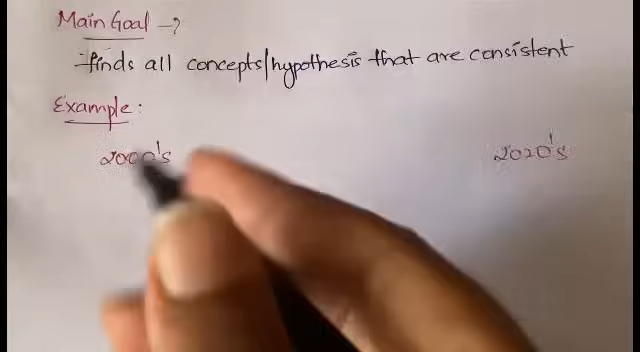 Main Goal →
finds all concepts/hypothesis that are consistent
Example:
2000's 2020's